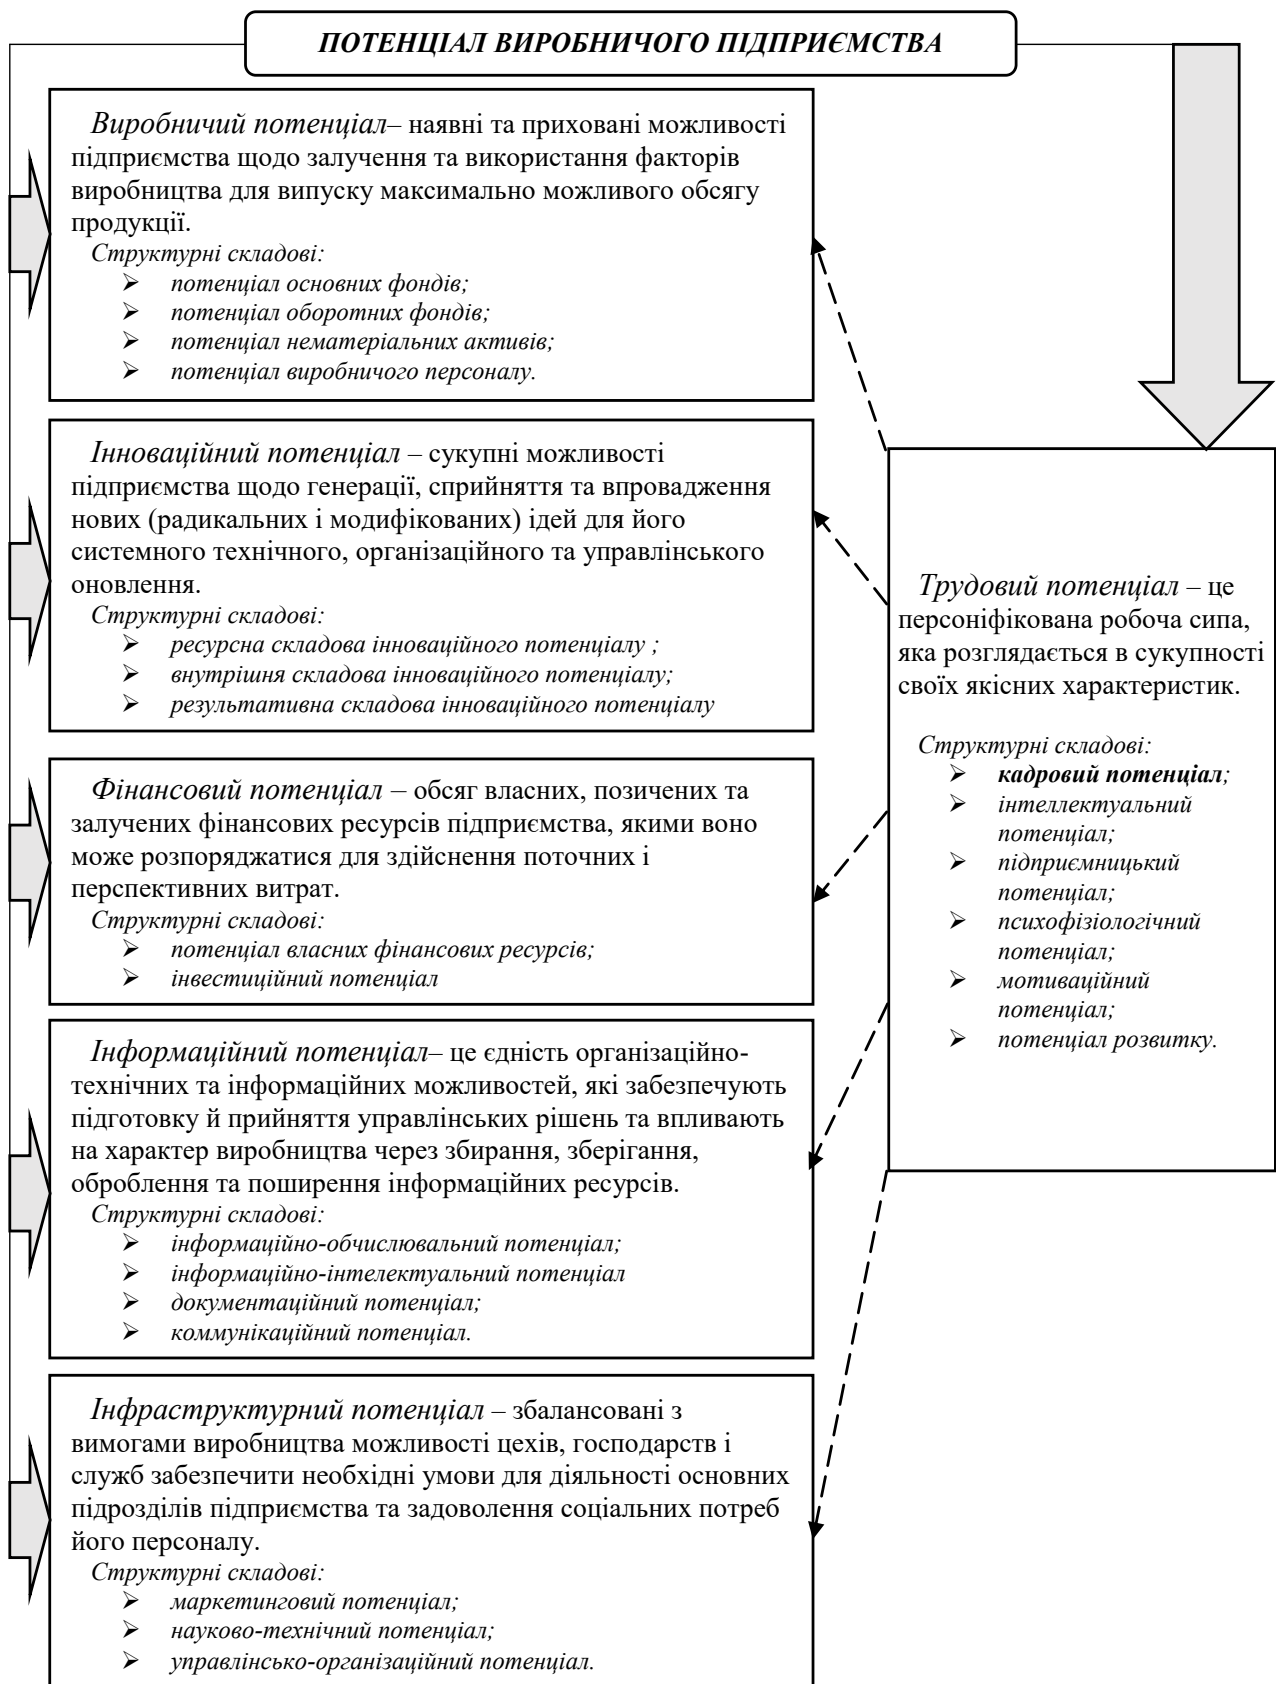 ПОТЕНЦІАЛ ВИРОБНИЧОГО ПІДПРИЄМСТВА
Виробничий потенціал– наявні та приховані можливості
підприємства щодо залучення та використання факторів
виробництва для випуску максимально можливого обсягу
продукції.
Структурні складові:
➢ потенціал основних фондів;
➢ потенціал оборотних фондів;
➢ потенціал нематеріальних активів;
➢ потенціал виробничого персоналу.
Інноваційний потенціал – сукупні можливості
підприємства щодо генерації, сприйняття та впровадження
нових (радикальних і модифікованих) ідей для його
системного технічного, організаційного та управлінського
оновлення.
Структурні складові:
➢ ресурсна складова інноваційного потенціалу ;
➢ внутрішня складова інноваційного потенціалу;
➢ результативна складова інноваційного потенціалу
Фінансовий потенціал – обсяг власних, позичених та
залучених фінансових ресурсів підприємства, якими воно
може розпоряджатися для здійснення поточних і
перспективних витрат.
Структурні складові:
➢ потенціал власних фінансових ресурсів;
➢ інвестиційний потенціал
Інформаційний потенціал– це єдність організаційно-
технічних та інформаційних можливостей, які забезпечують
підготовку й прийняття управлінських рішень та впливають
на характер виробництва через збирання, зберігання,
оброблення та поширення інформаційних ресурсів.
Структурні складові:
➢ інформаційно-обчислювальний потенціал;
➢ інформаційно-інтелектуальний потенціал
➢ документаційний потенціал;
➢ коммунікаційний потенціал.
Інфраструктурний потенціал – збалансовані з
вимогами виробництва можливості цехів, господарств і
служб забезпечити необхідні умови для діяльності основних
підрозділів підприємства та задоволення соціальних потреб
його персоналу.
Структурні складові:
➢ маркетинговий потенціал;
➢ науково-технічний потенціал;
➢ управлінсько-організаційний потенціал.
Трудовий потенціал – це
персоніфікована робоча сипа,
яка розглядається в сукупності
своїх якісних характеристик.
Структурні складові:
➢ кадровий потенціал;
➢ інтеллектуальний
потенціал;
➢ підприємницький
потенціал;
➢ психофізіологічний
потенціал;
➢ мотиваційний
потенціал;
➢ потенціал розвитку.